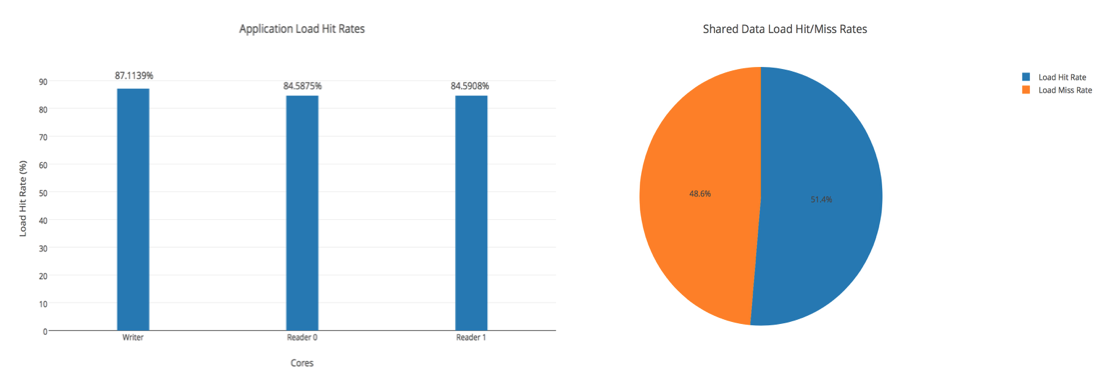 Application Load Hit Rates
Load Hit Rate (%)
90
80
70
60
50
40
30
20
10
0
87.1139%
84.5875%
84.5908%
Writer
Reader 0
Reader 1
Cores
Shared Data Load Hit/Miss Rates
48.6%
51.4%
Load Hit Rate
Load Miss Rate